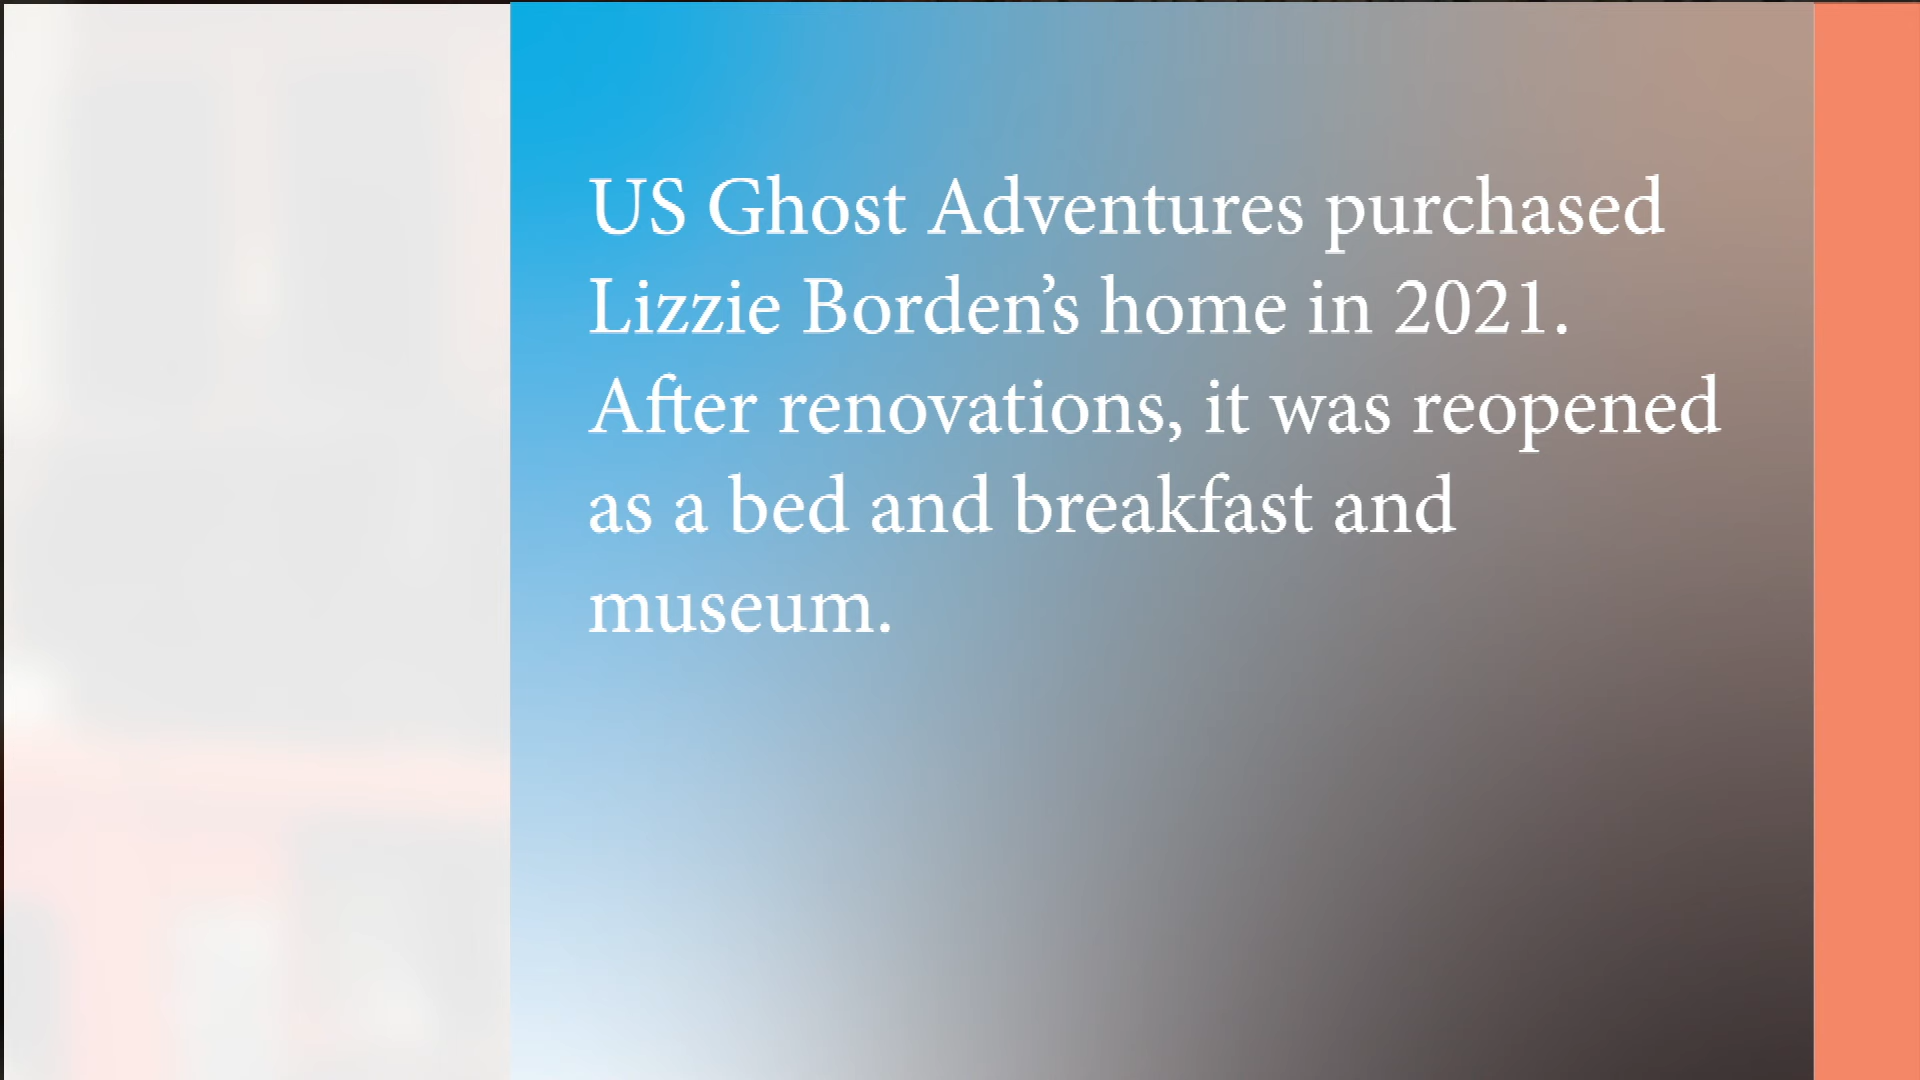 US Ghost Adventures purchased
Lizzie Borden’s home in 2021.
After renovations, it was reopened
as a bed and breakfast and
museum.